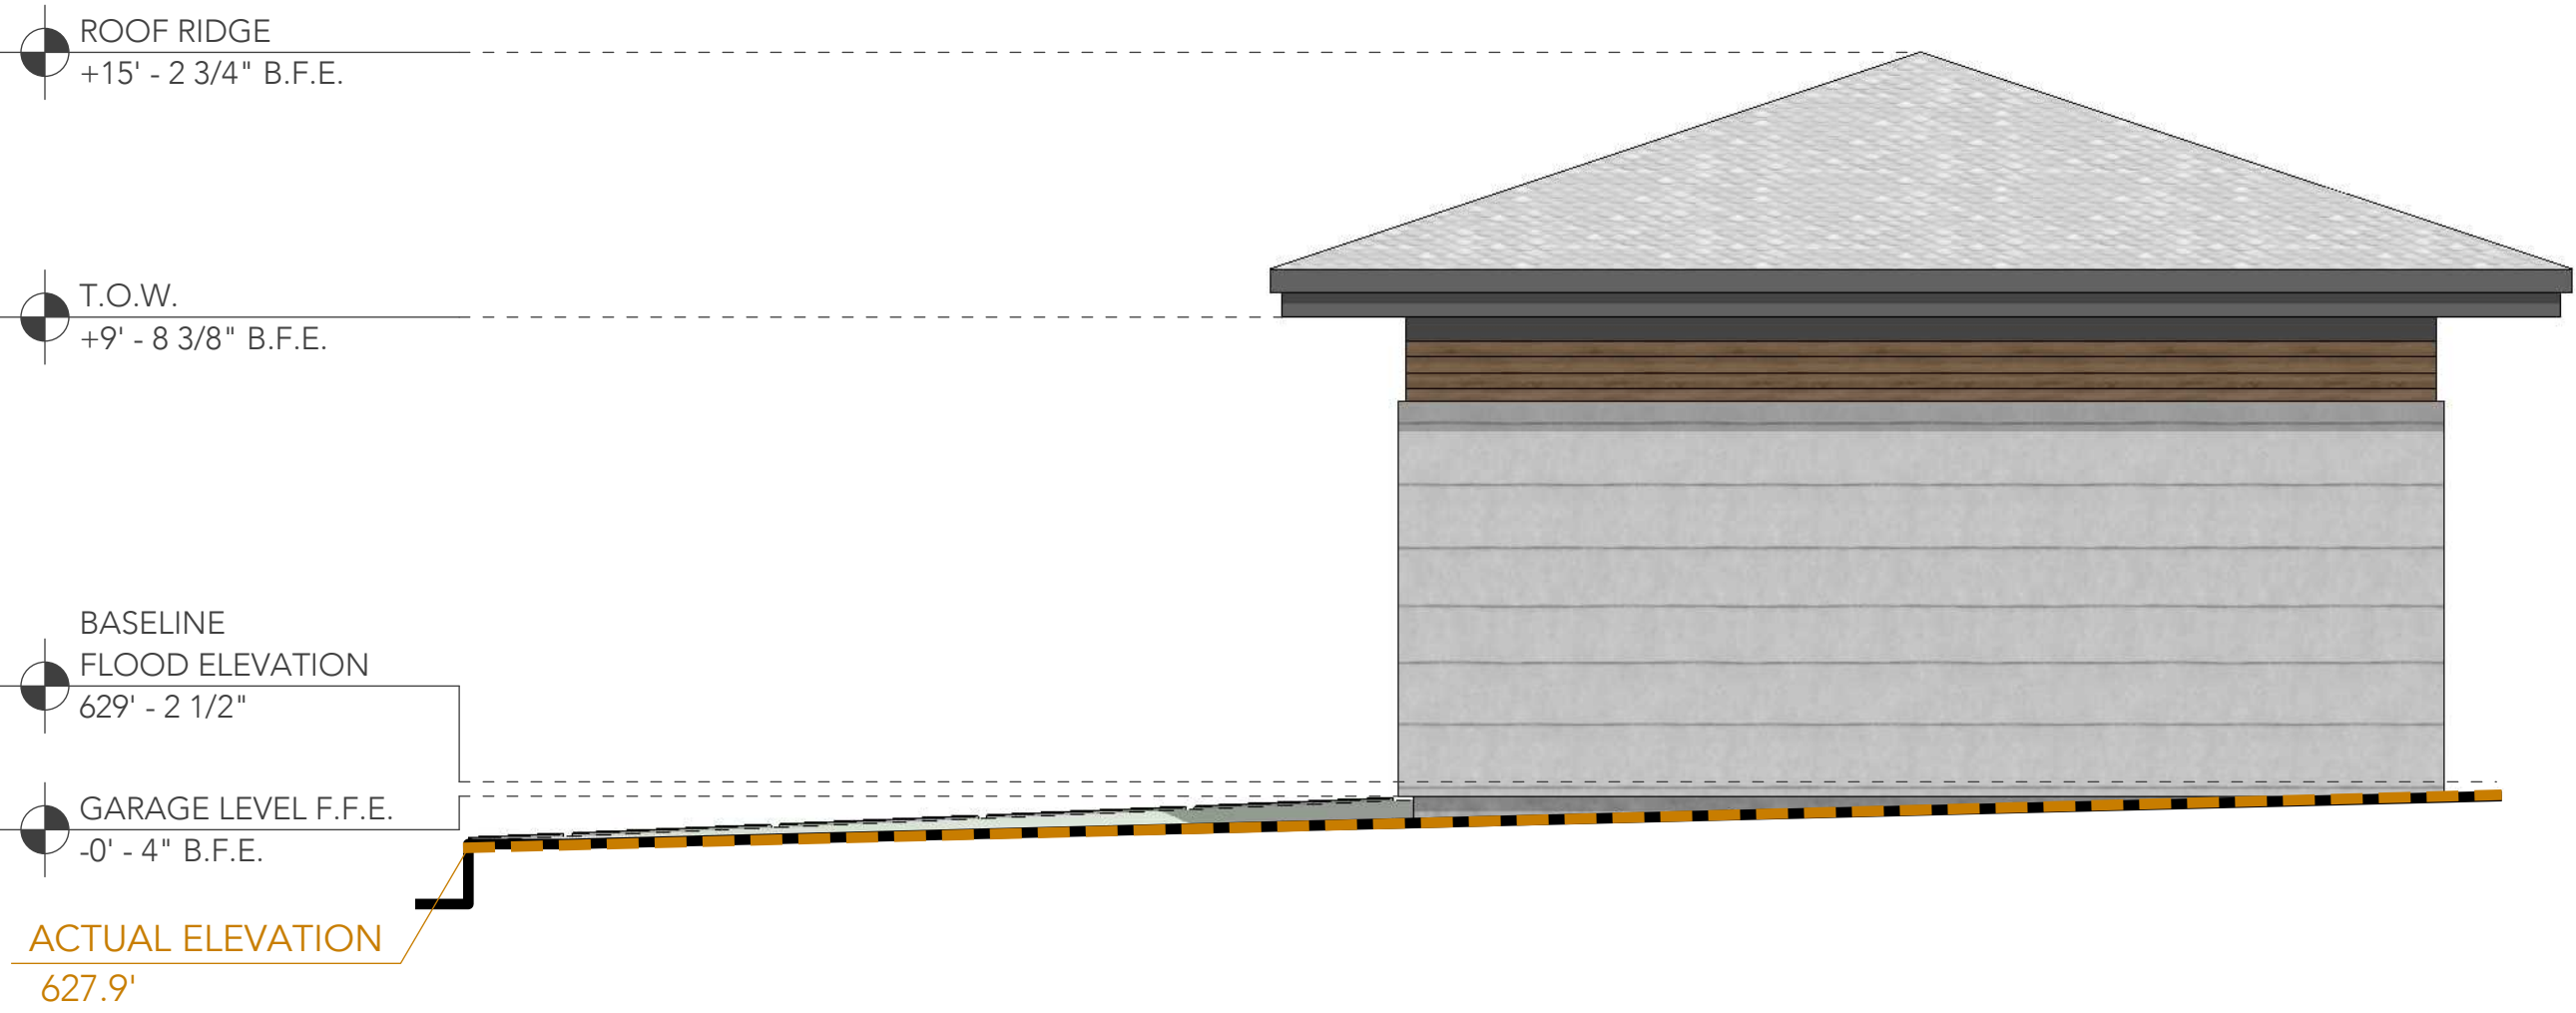 ROOF RIDGE
+15' - 2 3/4" B.F.E.
T.O.W.
+9' - 8 3/8" B.F.E.
BASELINE
FLOOD ELEVATION
629' - 2 1/2"
GARAGE LEVEL F.F.E.
-0' - 4" B.F.E.
ACTUAL ELEVATION
627.9'